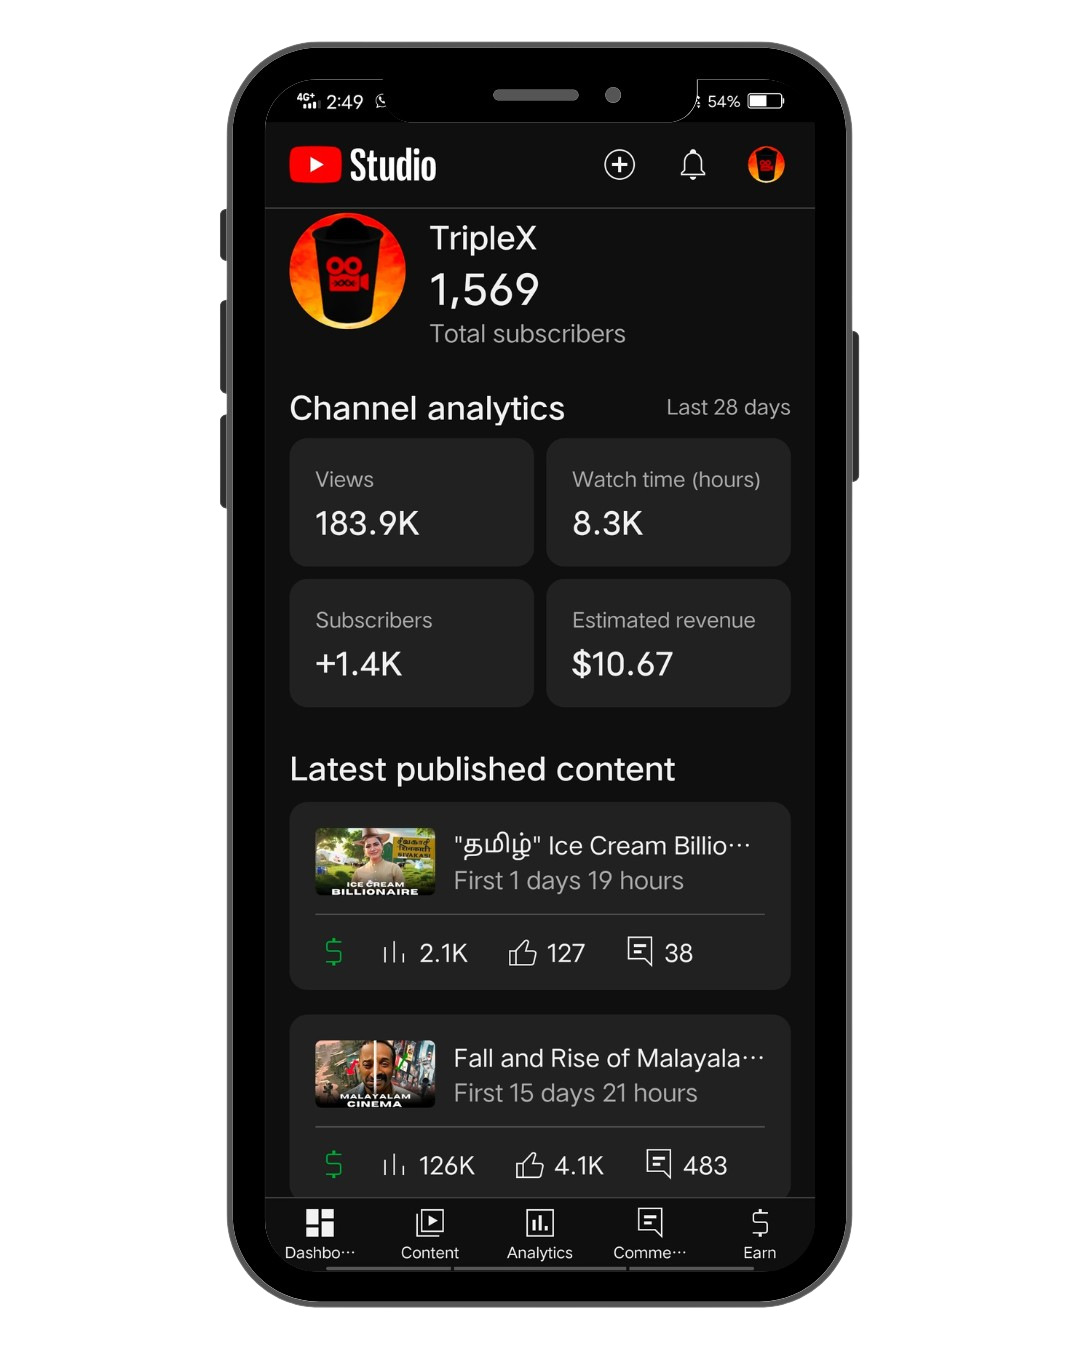 4G+ 2:49 54%
Studio
TripleX
1,569
Total subscribers
Channel analytics Last 28 days
Views
183.9K
Watch time (hours)
8.3K
Subscribers
+1.4K
Estimated revenue
$10.67
Latest published content
SIVAKASI
ICE CREAM
BILLIONAIRE
"தமிழ்" Ice Cream Billio···
First 1 days 19 hours
2.1K 127 38
MALAYALAM
CINEMA
Fall and Rise of Malayala···
First 15 days 21 hours
126K 4.1K 483
Dashbo··· Content Analytics Comme··· Earn